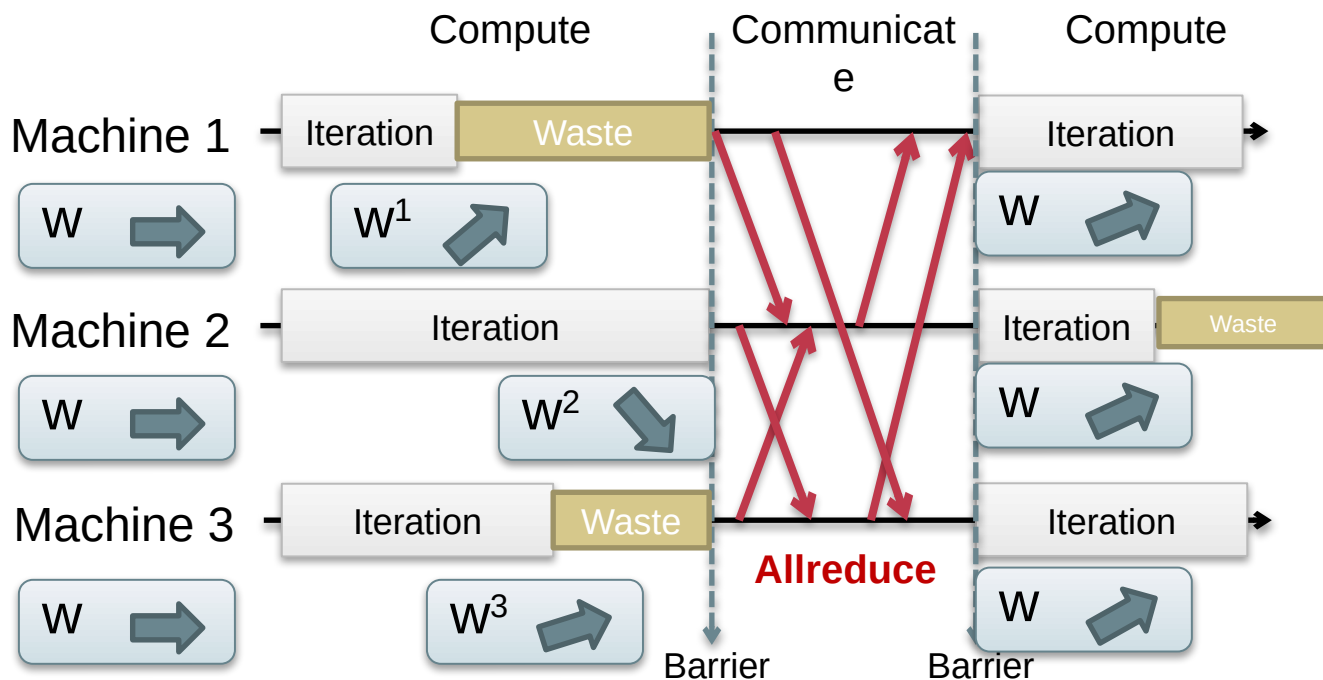 Compute
Communicat
e
Compute
Machine 1
Iteration
Waste
Iteration
w
w¹
w
Machine 2
Iteration
Iteration
Waste
w
w²
w
Machine 3
Iteration
Waste
Iteration
Allreduce
w
w³
w
Barrier
Barrier